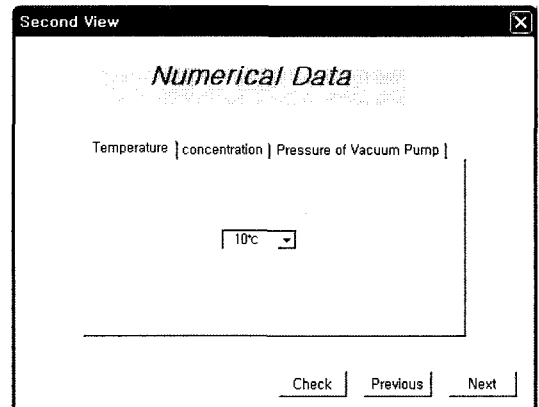 Second View
Numerical Data
Temperature concentration Pressure of Vacuum Pump
10°c
Check Previous Next